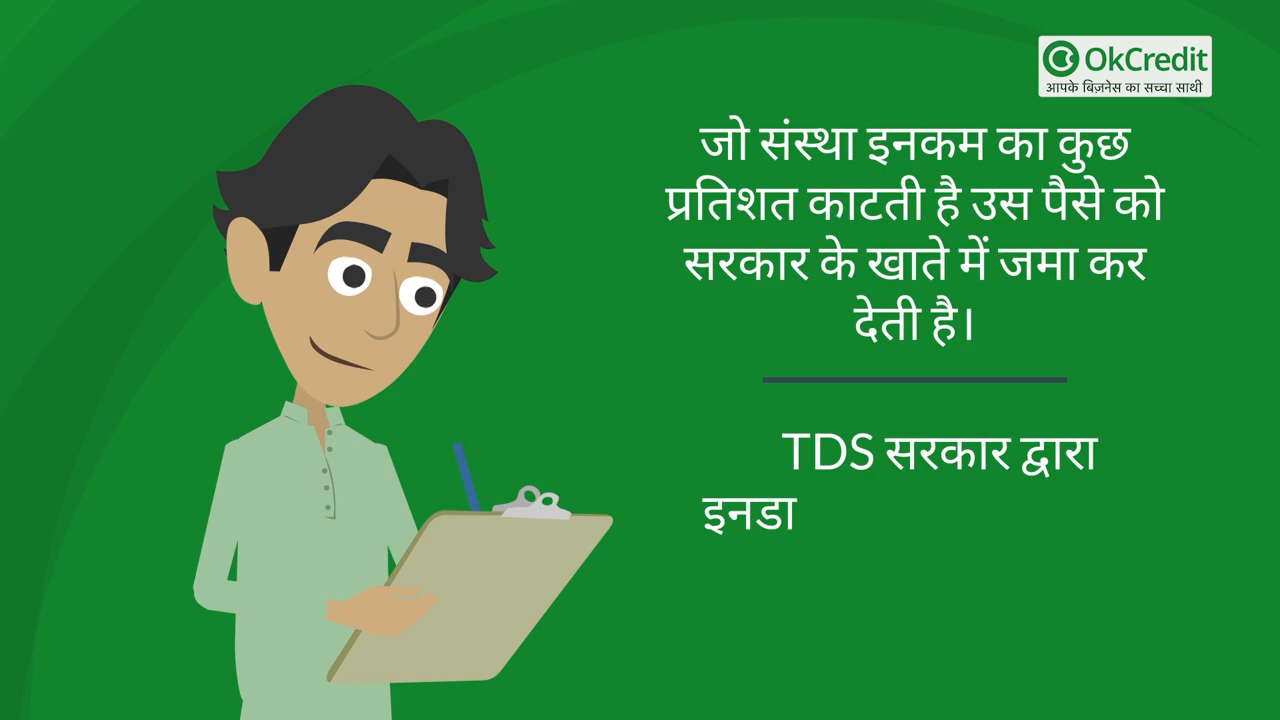 OkCredit
आपके बिज़नेस का सच्चा साथी
जो संस्था इनकम का कुछ
प्रतिशत काटती है उस पैसे को
सरकार के खाते में जमा कर
देती है।
TDS सरकार द्वारा
इनडा